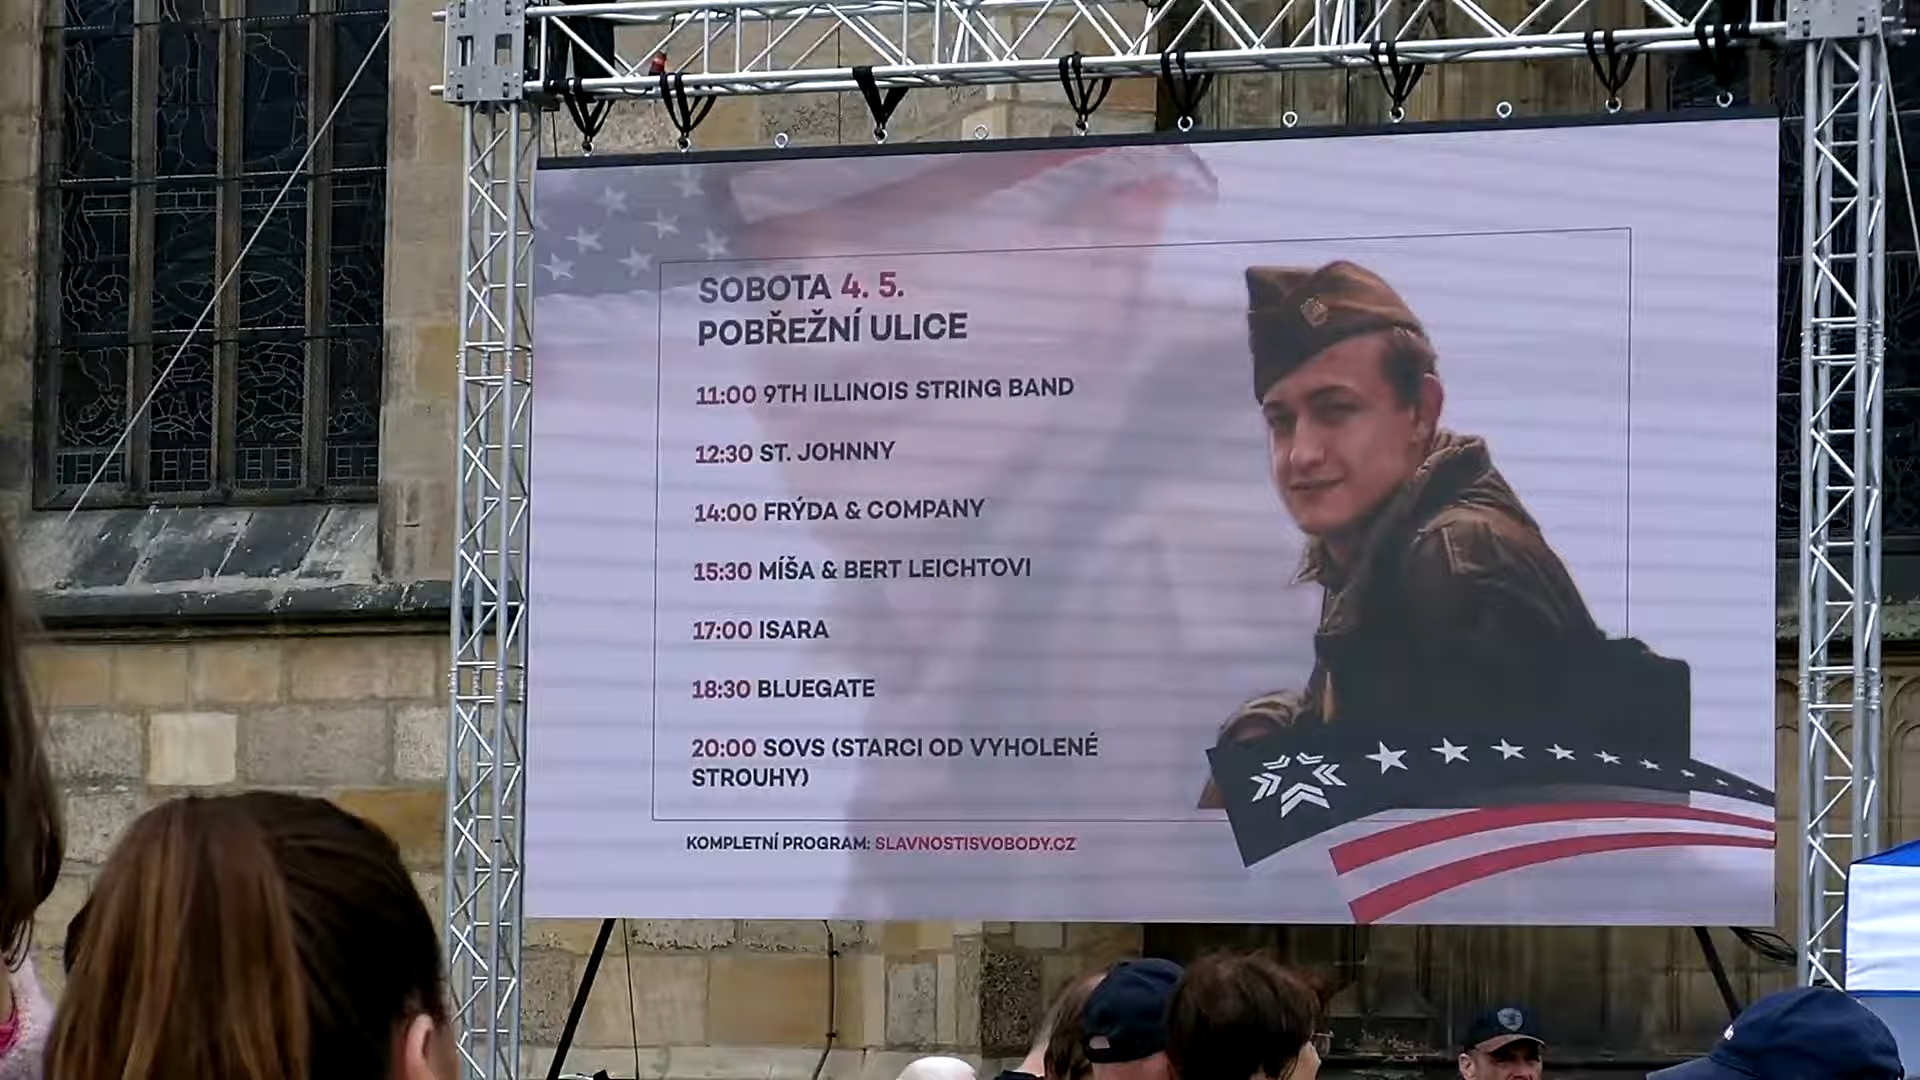 SOBOTA 4. 5.
POBŘEŽNÍ ULICE
11:00 9TH ILLINOIS STRING BAND
12:30 ST. JOHNNY
14:00 FRÝDA & COMPANY
15:30 MÍŠA & BERT LEICHTOVI
17:00 ISARA
18:30 BLUEGATE
20:00 SOVS (STARCI OD VYHOLENÉ
STROUHY)
KOMPLETNÍ PROGRAM: SLAVNOSTISVOBODY.CZ